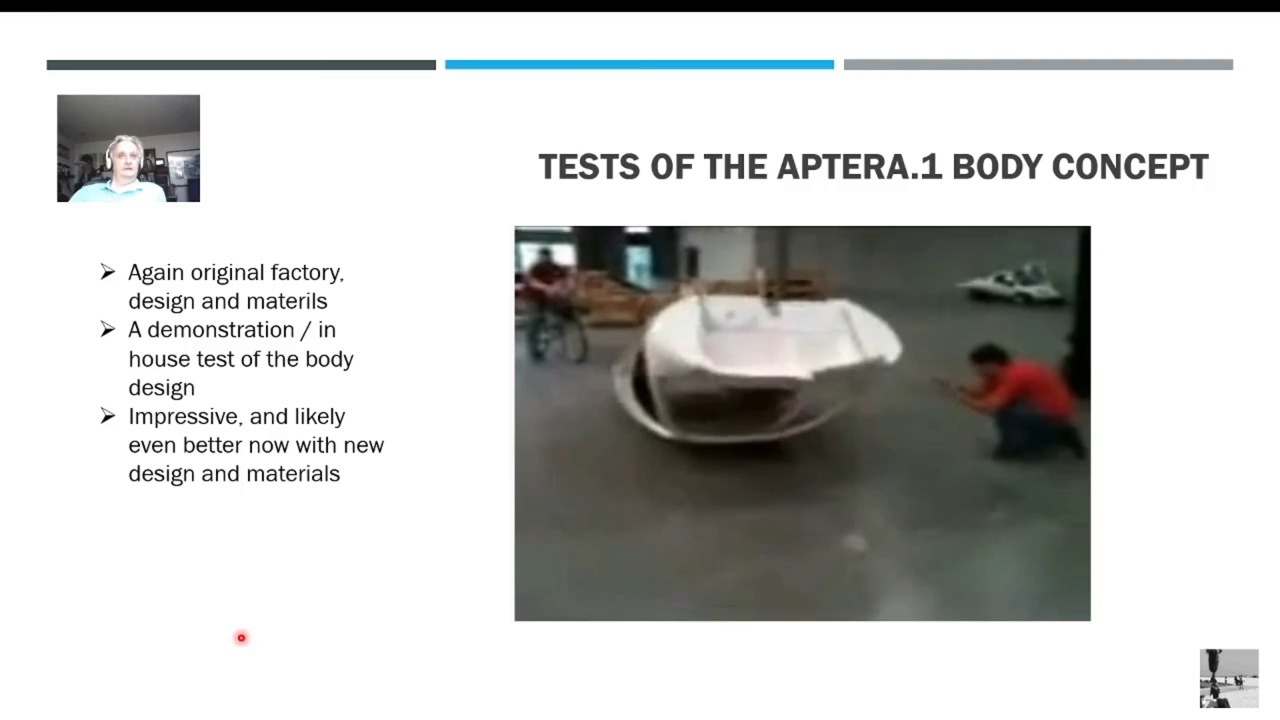 TESTS OF THE APTERA.1 BODY CONCEPT
Again original factory,
design and materils
A demonstration / in
house test of the body
design
Impressive, and likely
even better now with new
design and materials